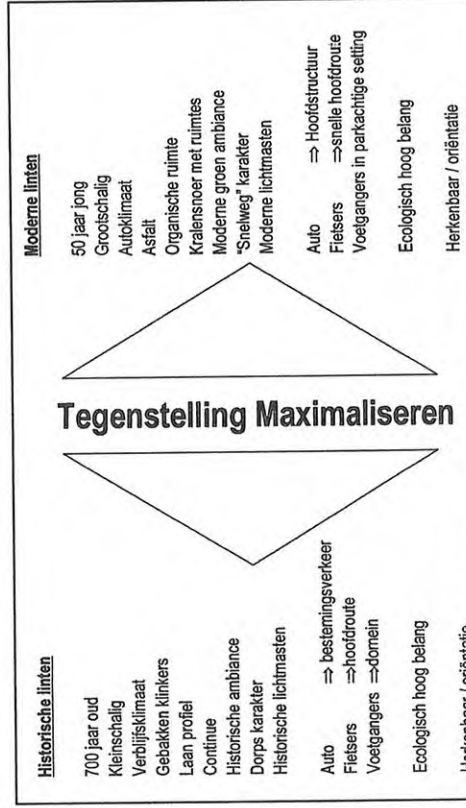 Historische linten
700 jaar oud
Kleinschalig
Verblijfsklimaat
Gebakken klinkers
Laan profiel
Continue
Historische ambiance
Dorps karakter
Historische lichtmasten
Auto => bestemingsverkeer
Fietsers =>hoofdroute
Voetgangers =>domein
Ecologisch hoog belang
Herkenbaar / oriëntatie
Tegenstelling Maximaliseren
Moderne linten
50 jaar jong
Grootschalig
Autoklimaat
Asfalt
Organische ruimte
Kralensnoer met ruimtes
Moderne groen ambiance
"Snelweg" karakter
Moderne lichtmasten
Auto => Hoofdstructuur
Fietsers =>snelle hoofdroute
Voetgangers in parkachtige setting
Ecologisch hoog belang
Herkenbaar / oriëntatie